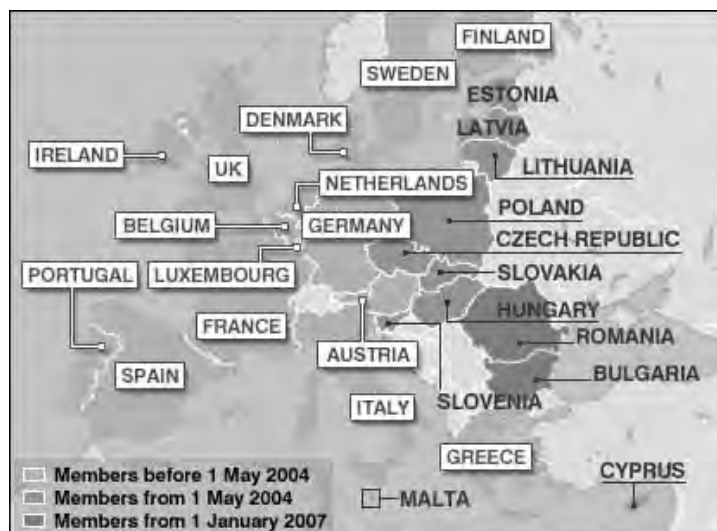 FINLAND
SWEDEN
ESTONIA
DENMARK
LATVIA
IRELAND
UK
LITHUANIA
NETHERLANDS
POLAND
BELGIUM
GERMANY
CZECH REPUBLIC
PORTUGAL
LUXEMBOURG
SLOVAKIA
HUNGARY
FRANCE
ROMANIA
AUSTRIA
SPAIN
BULGARIA
ITALY
SLOVENIA
GREECE
Members before 1 May 2004
CYPRUS
Members from 1 May 2004
MALTA
Members from 1 January 2007